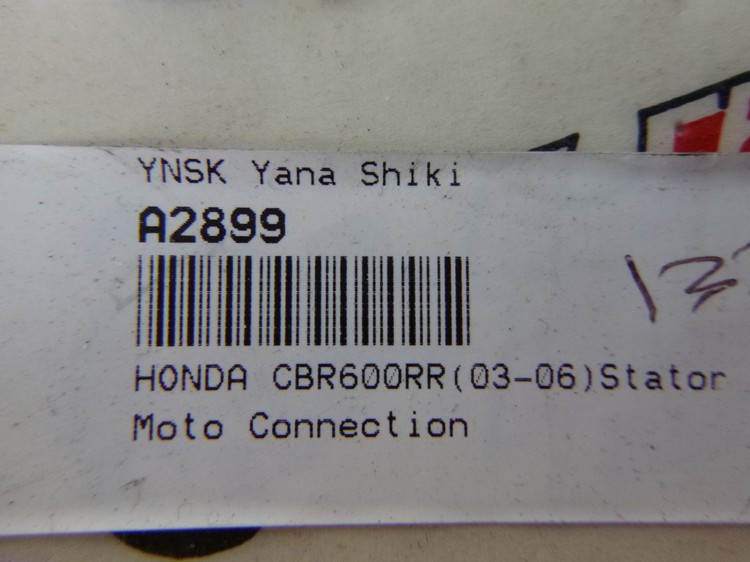 YNSK Yana Shiki
A2899
HONDA CBR600RR(03-06)Stator
Moto Connection